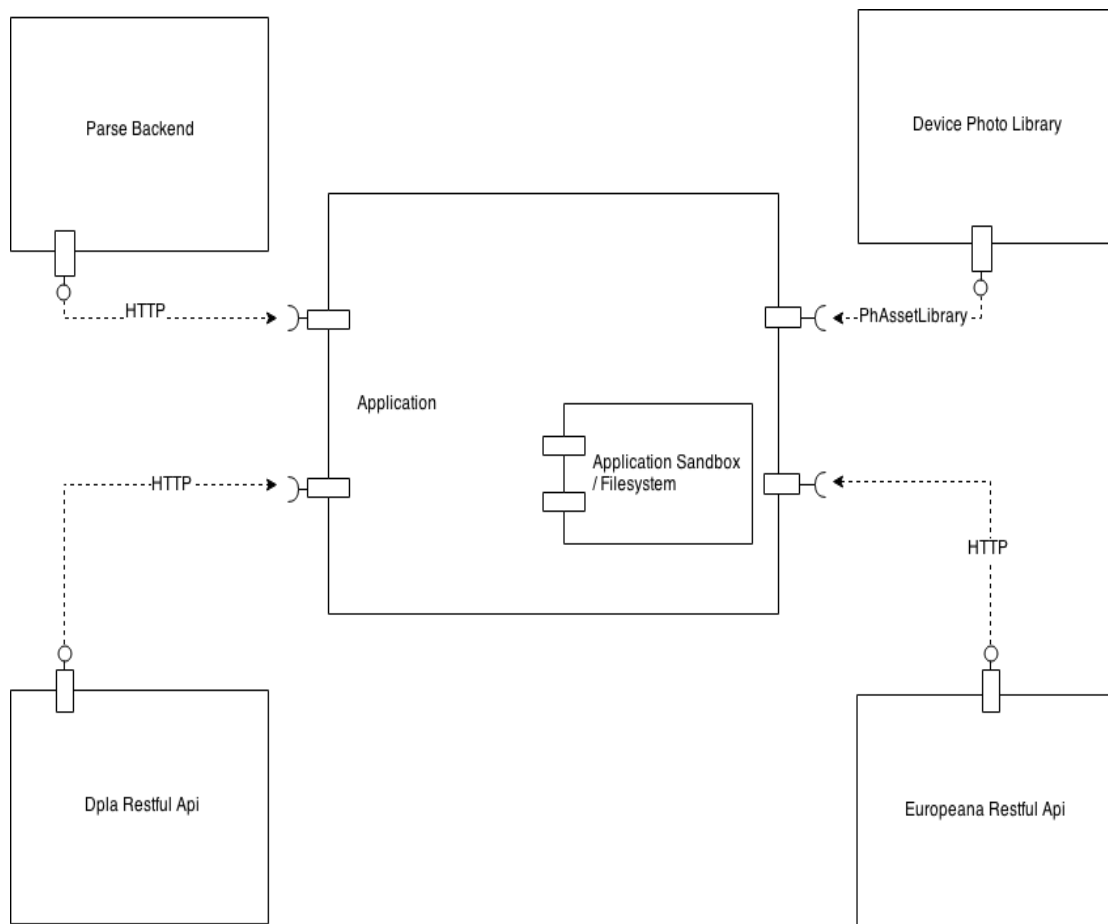 Parse Backend
Device Photo Library
HTTP
PhAssetLibrary
Application
Application Sandbox
/ Filesystem
HTTP
HTTP
Dpla Restful Api
Europeana Restful Api